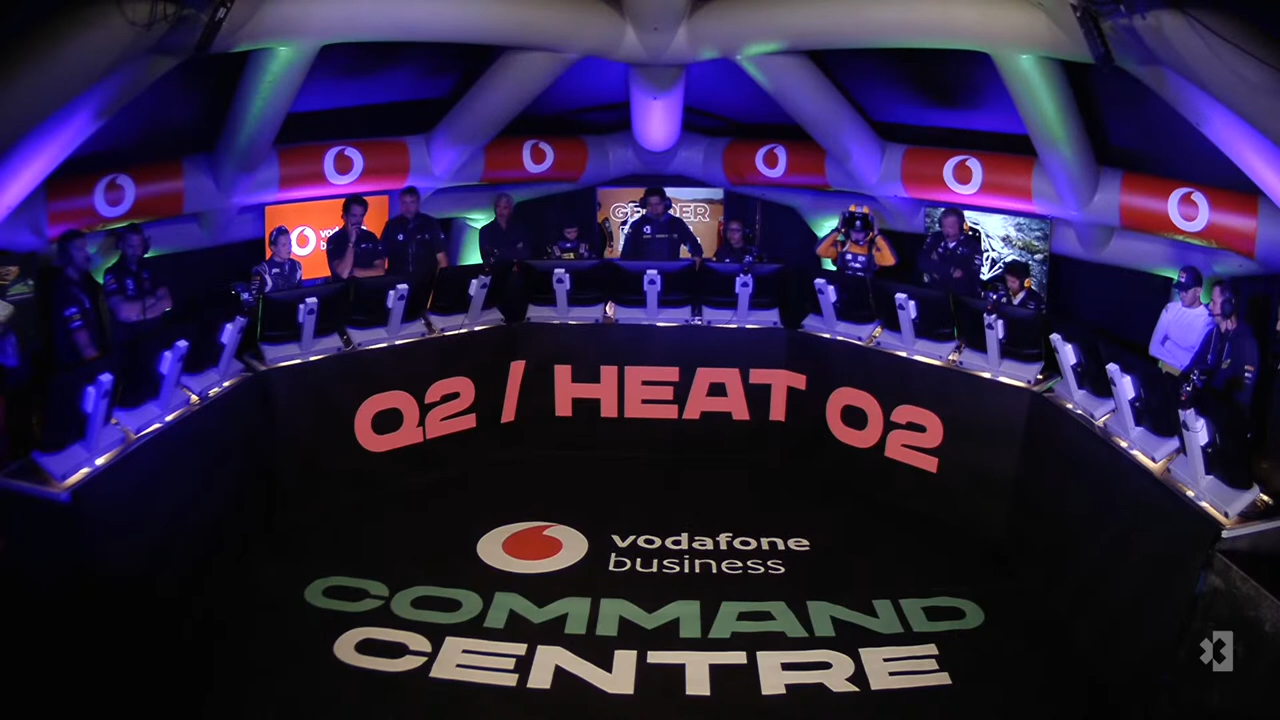 Q2 / HEAT 02
vodafone
business
COMMAND
CENTRE